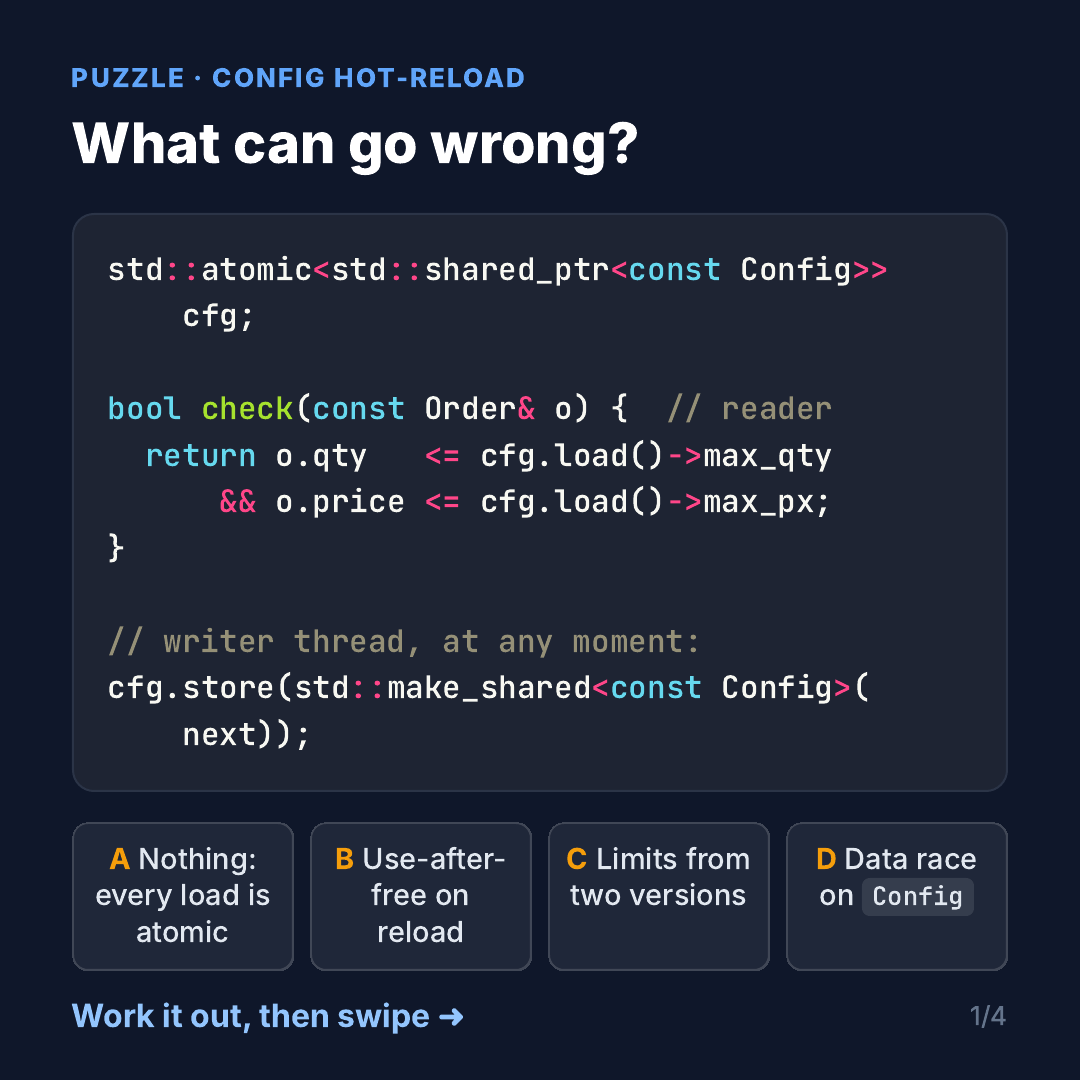 PUZZLE · CONFIG HOT-RELOAD
What can go wrong?
std::atomic<std::shared_ptr<const Config>>
    cfg;
bool check(const Order& o) {  // reader
  return o.qty   <= cfg.load()->max_qty
      && o.price <= cfg.load()->max_px;
}
// writer thread, at any moment:
cfg.store(std::make_shared<const Config>(
    next));
A Nothing:
every load is
atomic
B Use-after-
free on
reload
C Limits from
two versions
D Data race
on Config
Work it out, then swipe ➜
1/4